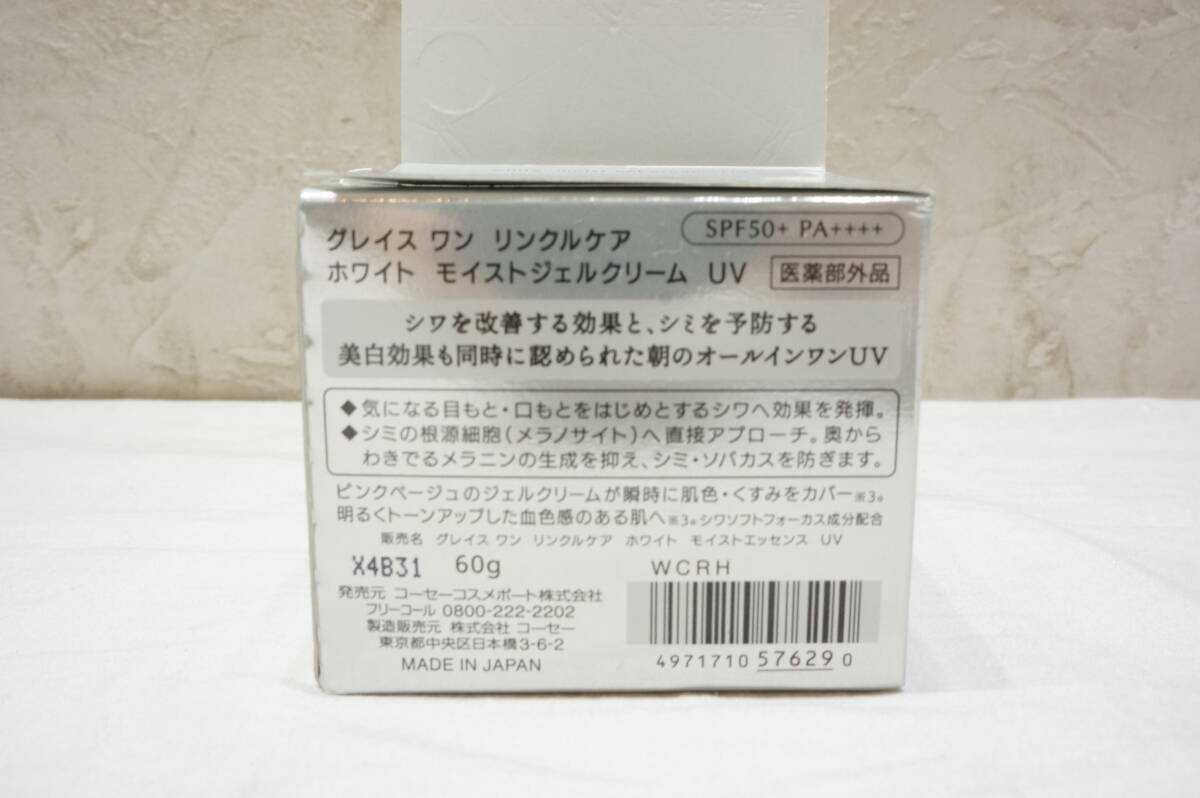 グレイス ワン リンクルケア
SPF50+ PA++++
ホワイト モイストジェルクリーム UV
医薬部外品
シワを改善する効果と、シミを予防する
美白効果も同時に認められた朝のオールインワンUV
◆気になる目もと・口もとをはじめとするシワへ効果を発揮。
◆シミの根源細胞(メラノサイト)へ直接アプローチ。奥から
わきでるメラニンの生成を抑え、シミ・ソバカスを防ぎます。
ピンクベージュのジェルクリームが瞬時に肌色・くすみをカバー※3。
明るくトーンアップした血色感のある肌へ※3。シワソフトフォーカス成分配合
販売名 グレイス ワン リンクルケア ホワイト モイストエッセンス UV
X4B31 60g WCRH
発売元 コーセーコスメポート株式会社
フリーコール 0800-222-2202
製造販売元 株式会社 コーセー
東京都中央区日本橋3-6-2
MADE IN JAPAN
4971710 57629 0